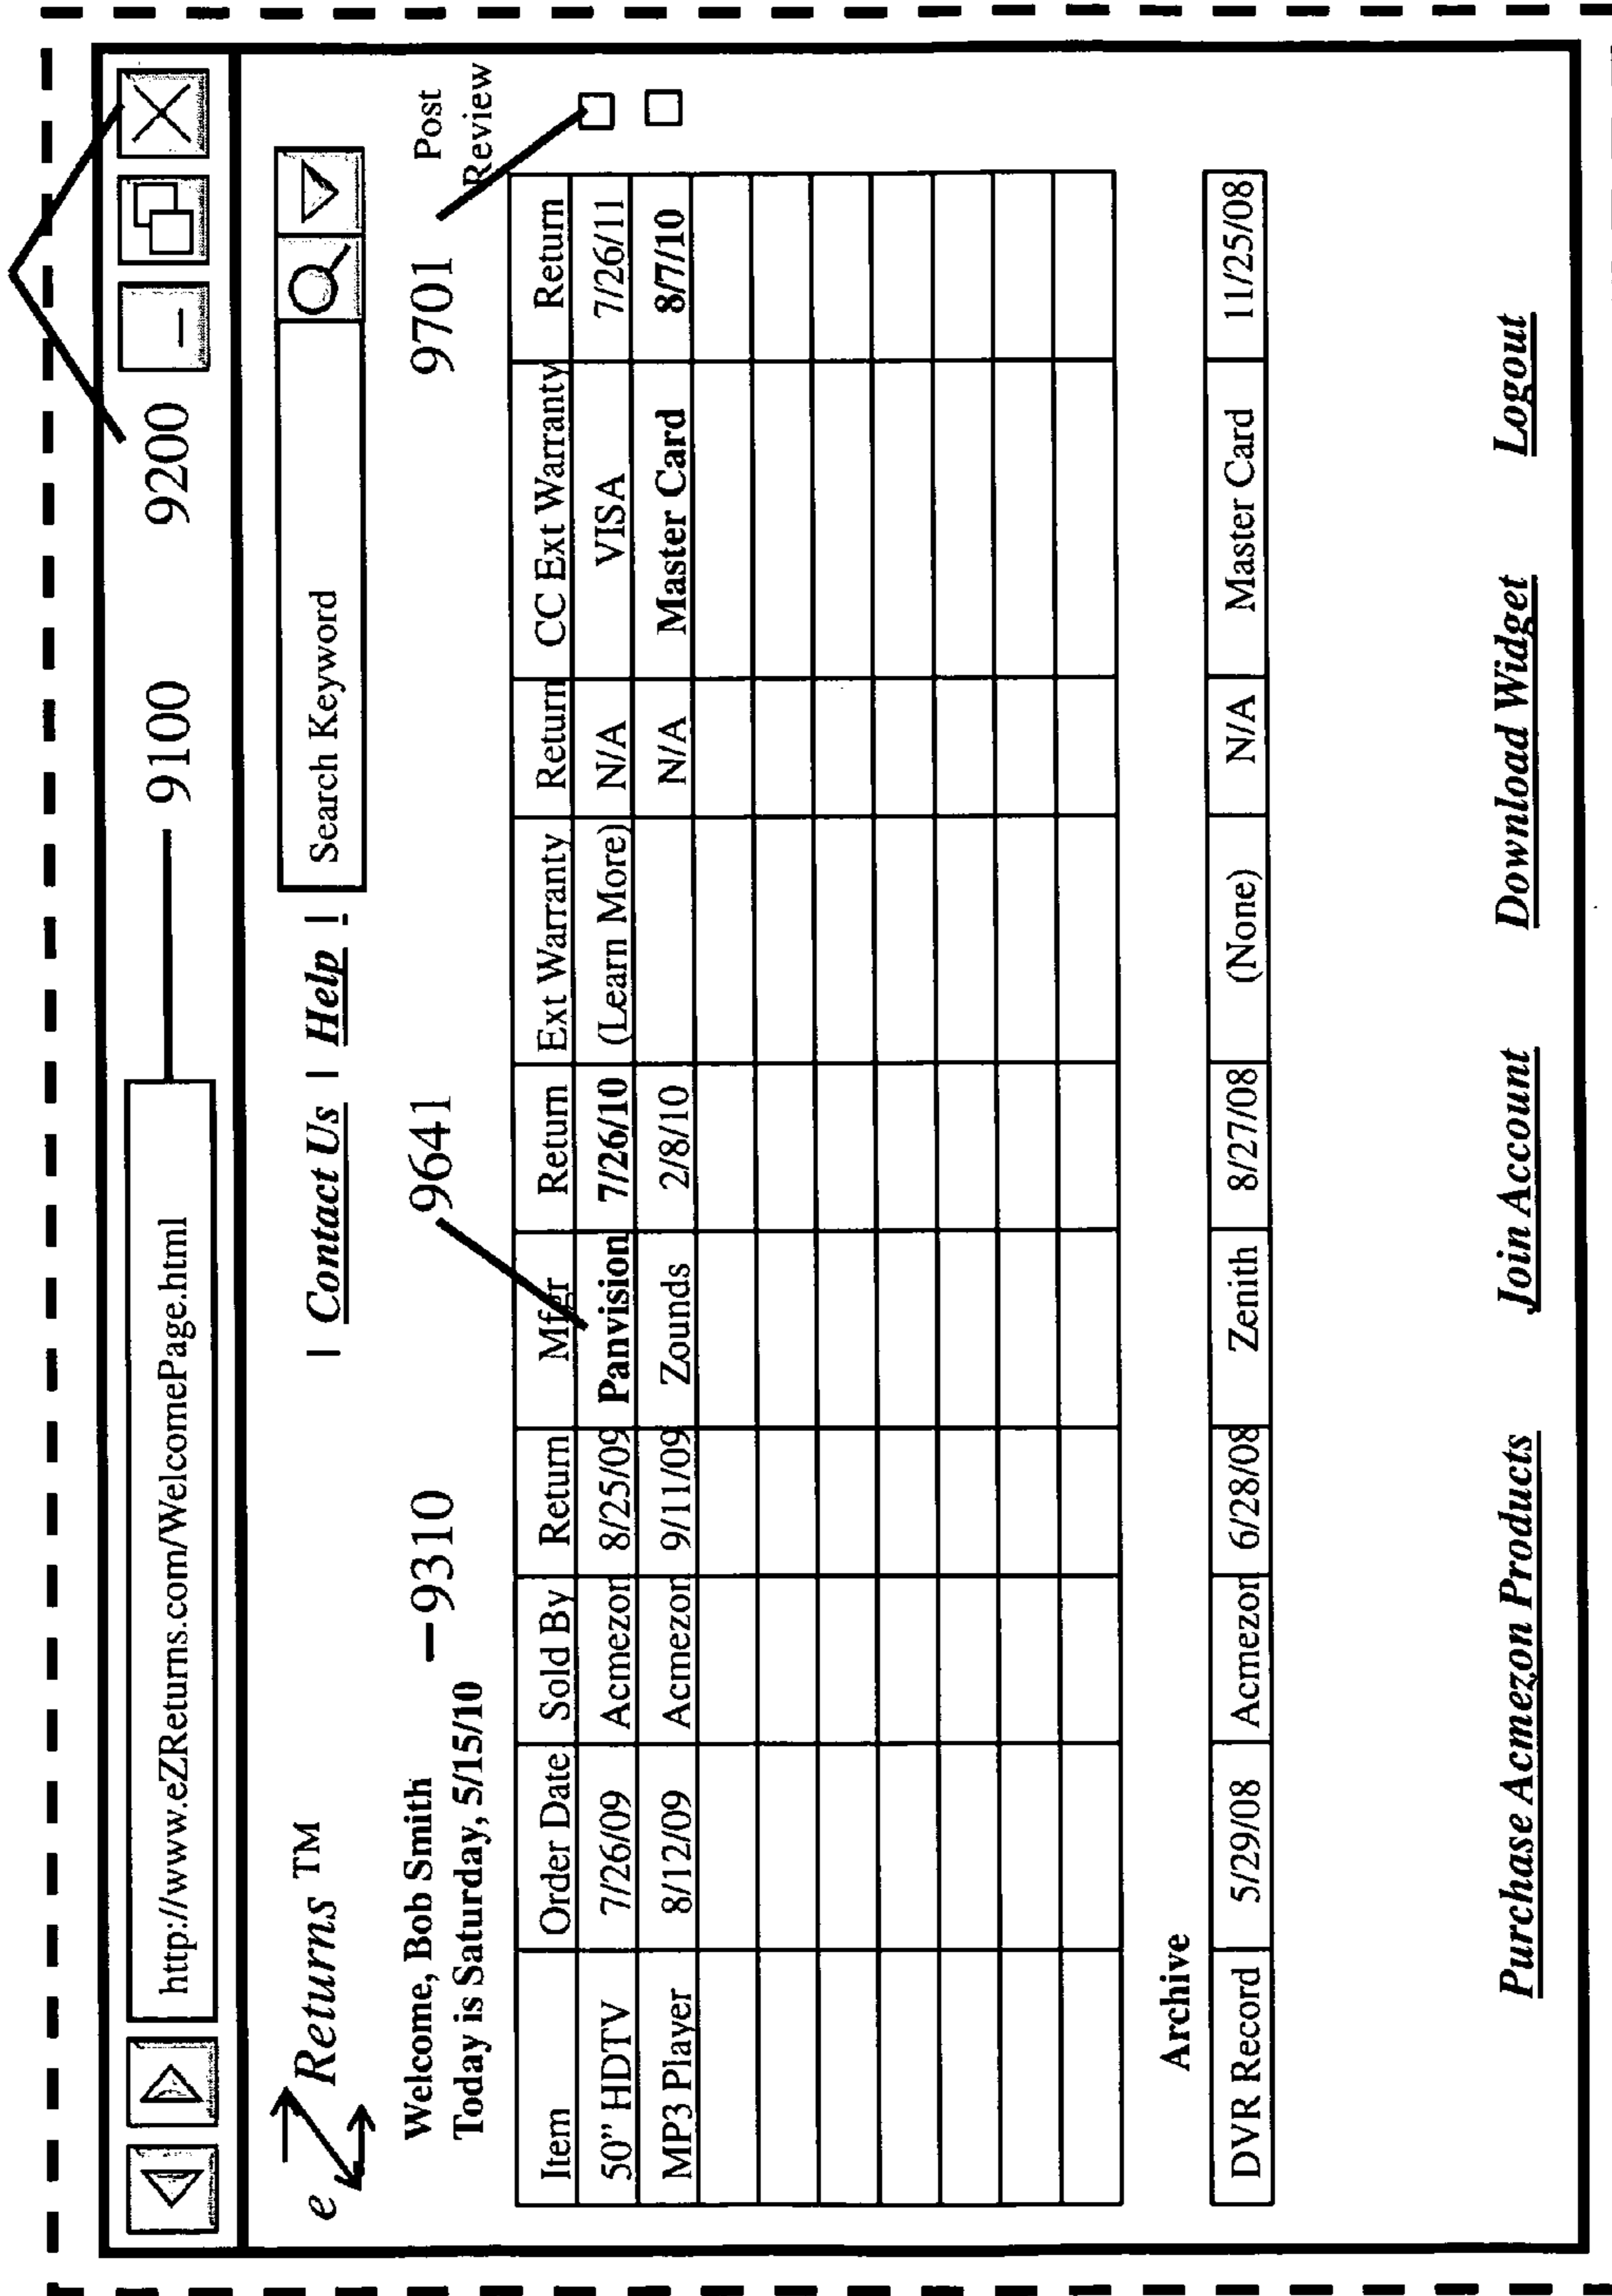 http://www.eZReturns.com/WelcomePage.html 9100 9200
eZ Returns ™ | Contact Us | Help | Search Keyword
Welcome, Bob Smith 9310 9641 9701 Post
Today is Saturday, 5/15/10 Review
Item Order Date Sold By Return Mfgr Return Ext Warranty Return CC Ext Warranty Return
50” HDTV 7/26/09 Acmezon 8/25/09 Panvision 7/26/10 (Learn More) N/A VISA 7/26/11
MP3 Player 8/12/09 Acmezon 9/11/09 Zounds 2/8/10 N/A Master Card 8/7/10
Archive
DVR Record 5/29/08 Acmezon 6/28/08 Zenith 8/27/08 (None) N/A Master Card 11/25/08
Purchase Acmezon Products Join Account Download Widget Logout